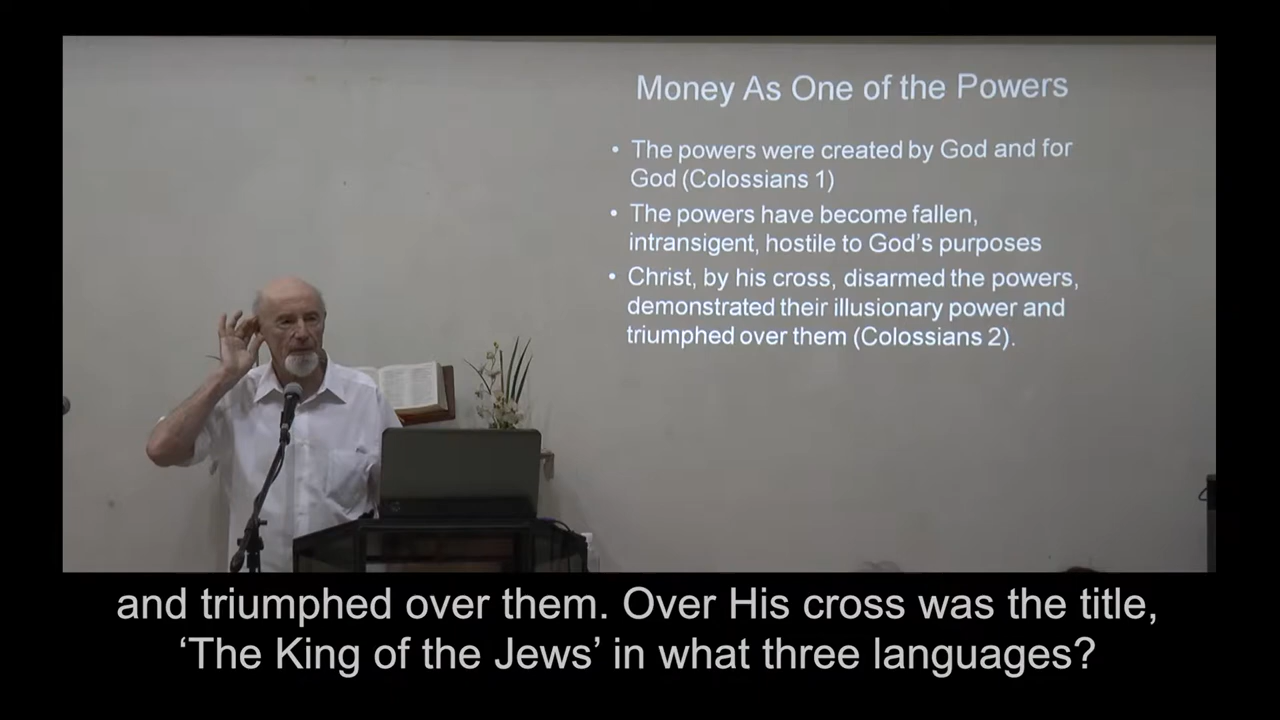 Money As One of the Powers
• The powers were created by God and for
God (Colossians 1)
• The powers have become fallen,
intransigent, hostile to God's purposes
• Christ, by his cross, disarmed the powers,
demonstrated their illusionary power and
triumphed over them (Colossians 2).
and triumphed over them. Over His cross was the title,
‘The King of the Jews’ in what three languages?